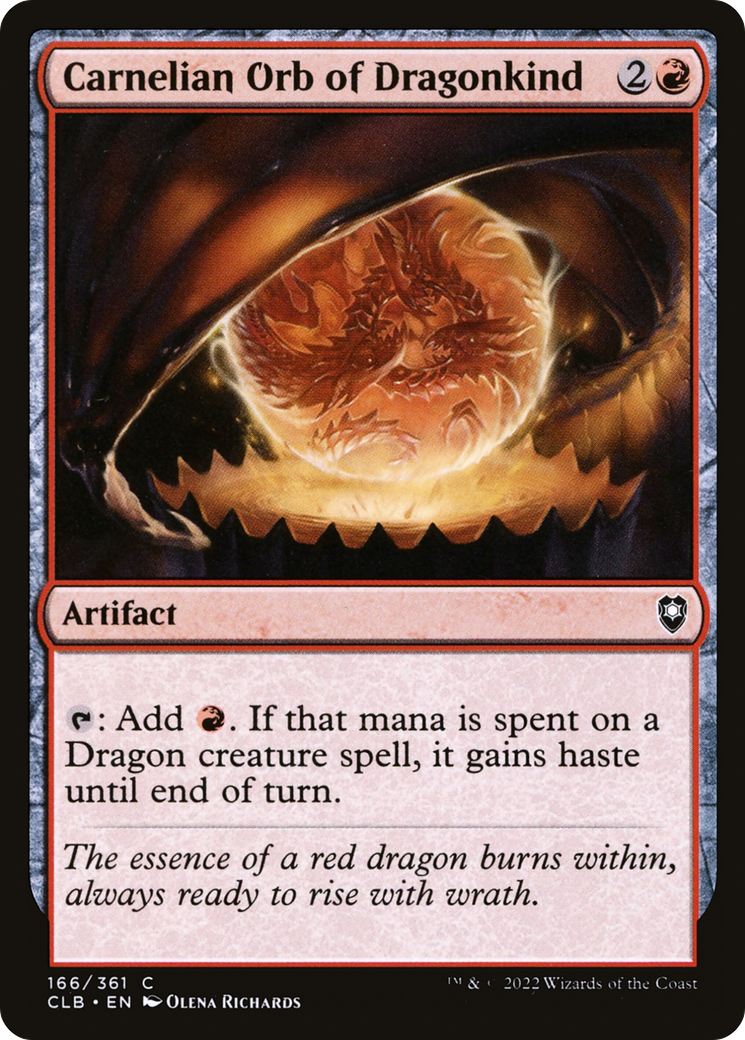 Carnelian Orb of Dragonkind 2
Artifact
: Add . If that mana is spent on a
Dragon creature spell, it gains haste
until end of turn.
The essence of a red dragon burns within,
always ready to rise with wrath.
166/361 C
CLB • EN Olena Richards
™ & © 2022 Wizards of the Coast